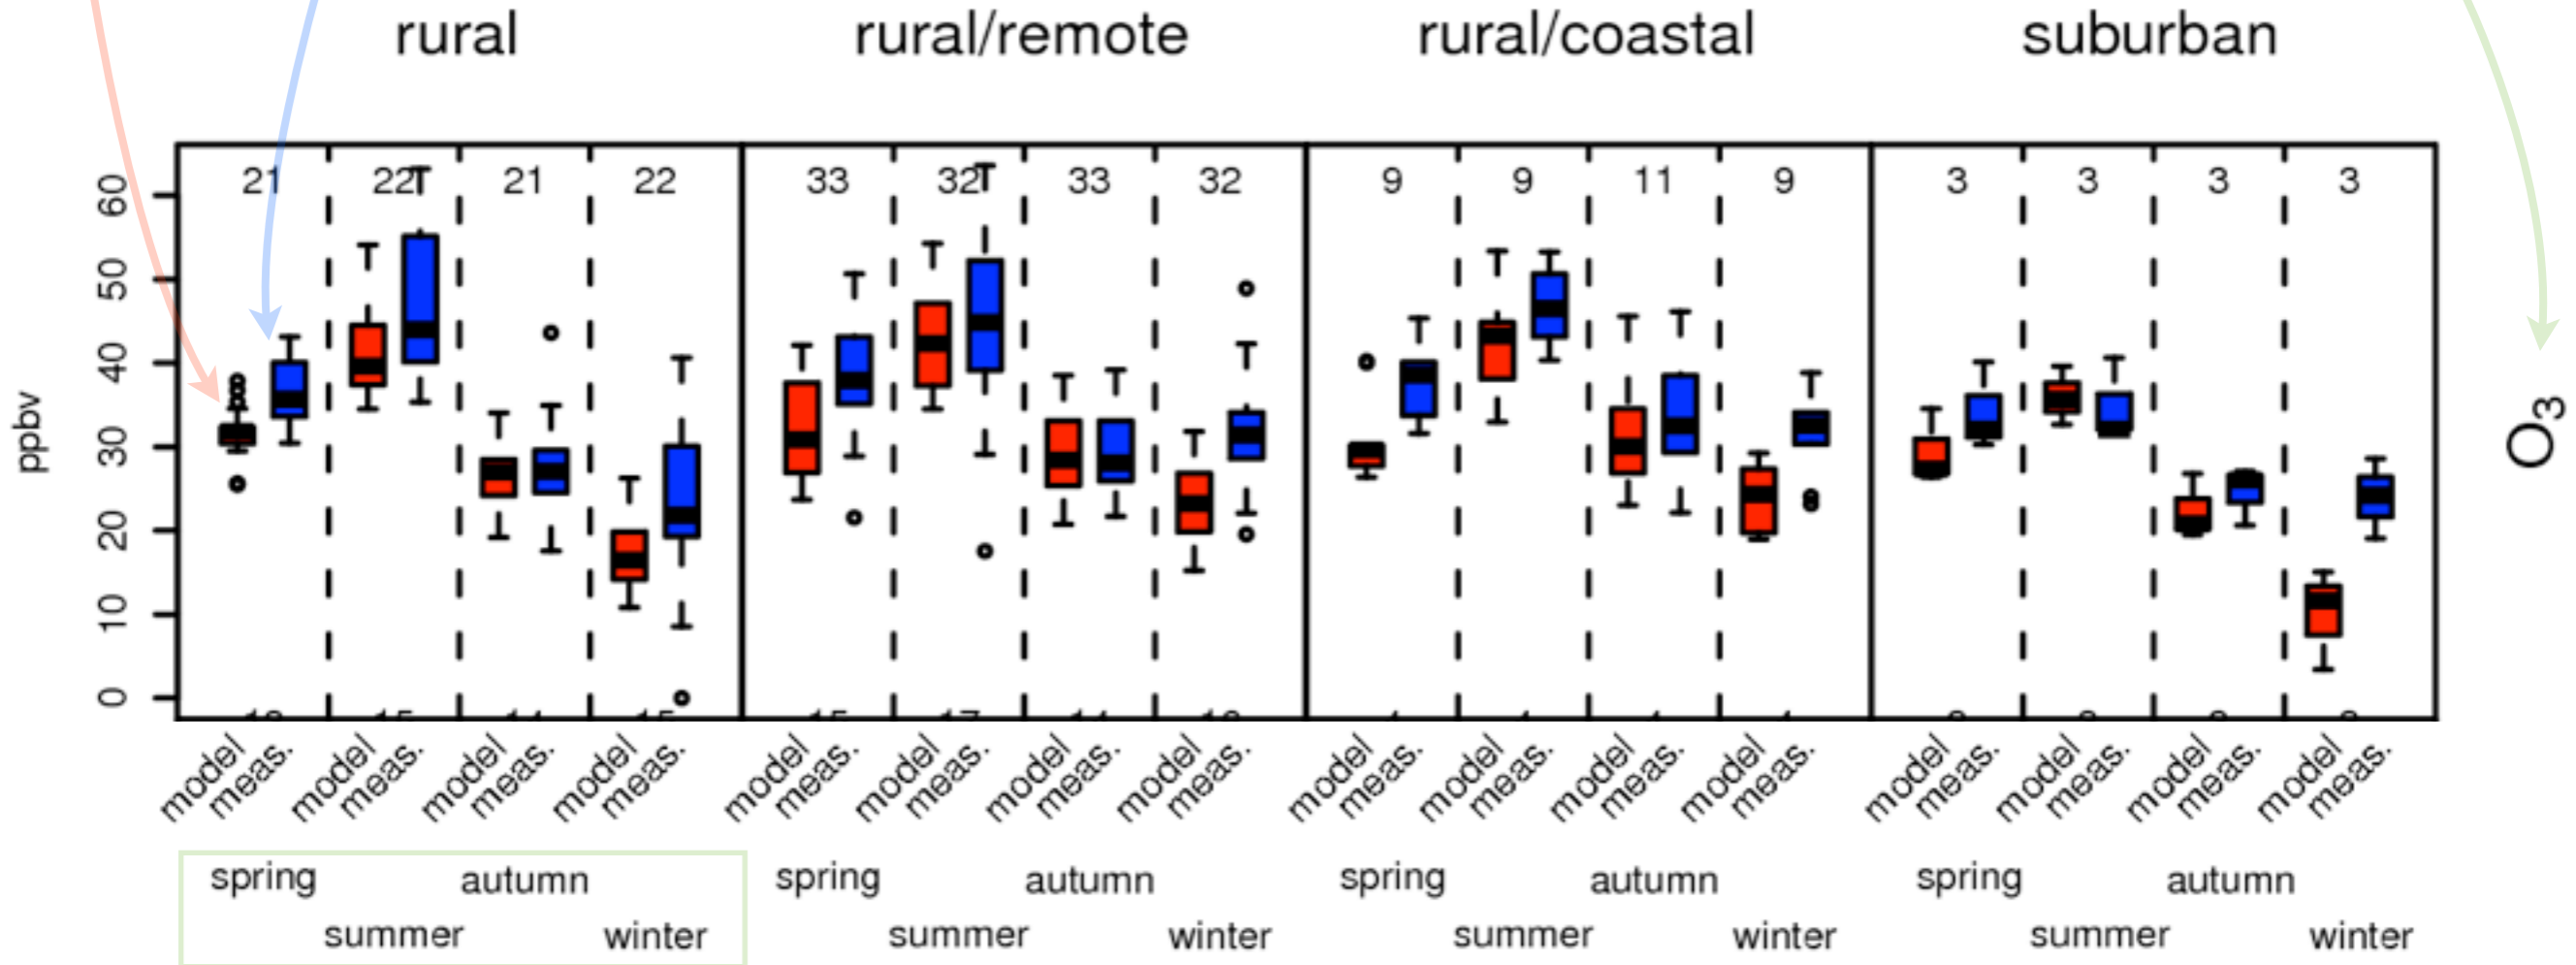 rural rural/remote rural/coastal suburban
21 22 21 22 33 32 33 32 9 9 11 9 3 3 3 3
60
50
40
30
20
10
0
ppbv
O3
model meas. model meas. model meas. model meas. model meas. model meas. model meas. model meas. model meas. model meas. model meas. model meas. model meas. model meas. model meas. model meas.
spring autumn spring autumn spring autumn spring autumn
summer winter summer winter summer winter summer winter